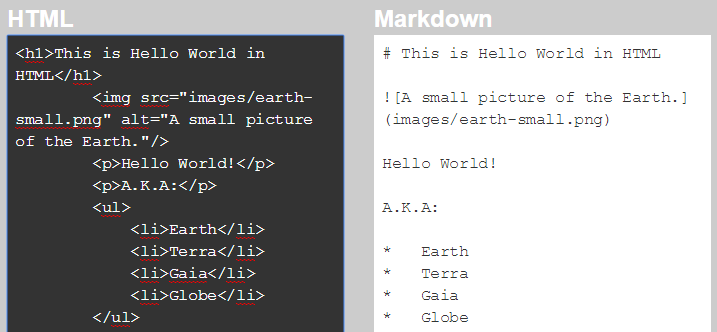 HTML
<h1>This is Hello World in
HTML</h1>
<img src="images/earth-
small.png" alt="A small picture
of the Earth."/>
<p>Hello World!</p>
<p>A.K.A:</p>
<ul>
<li>Earth</li>
<li>Terra</li>
<li>Gaia</li>
<li>Globe</li>
</ul>
Markdown
# This is Hello World in HTML
![A small picture of the Earth.]
(images/earth-small.png)
Hello World!
A.K.A:
*   Earth
*   Terra
*   Gaia
*   Globe